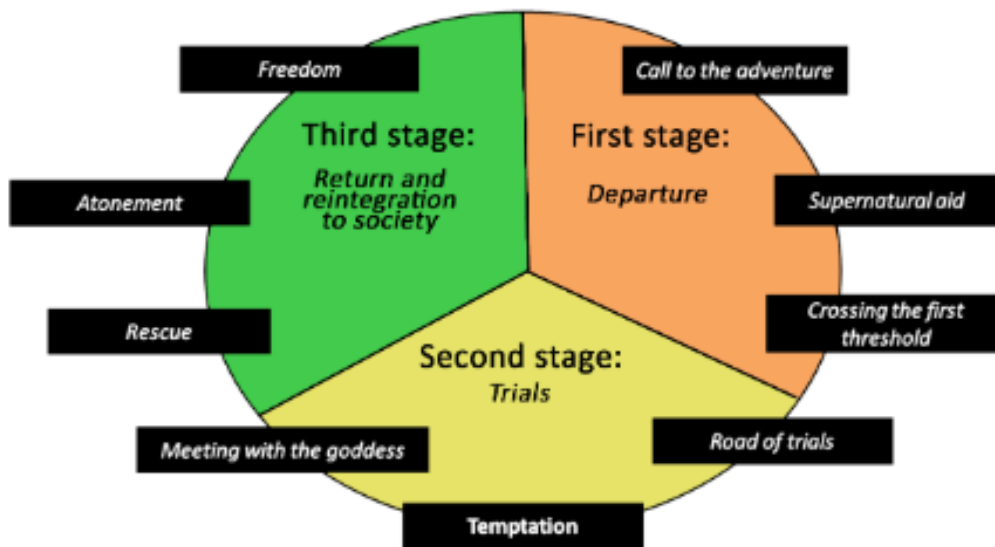 Freedom
Call to the adventure
Third stage:
Return and
reintegration
to society
First stage:
Departure
Atonement
Supernatural aid
Rescue
Crossing the first
threshold
Second stage:
Trials
Meeting with the goddess
Road of trials
Temptation